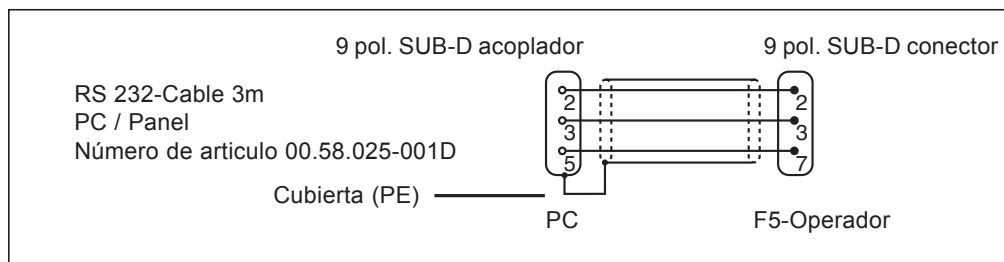 9 pol. SUB-D acoplador 9 pol. SUB-D conector
RS 232-Cable 3m
PC / Panel
Número de articulo 00.58.025-001D
2 2
3 3
5 7
Cubierta (PE)
PC F5-Operador